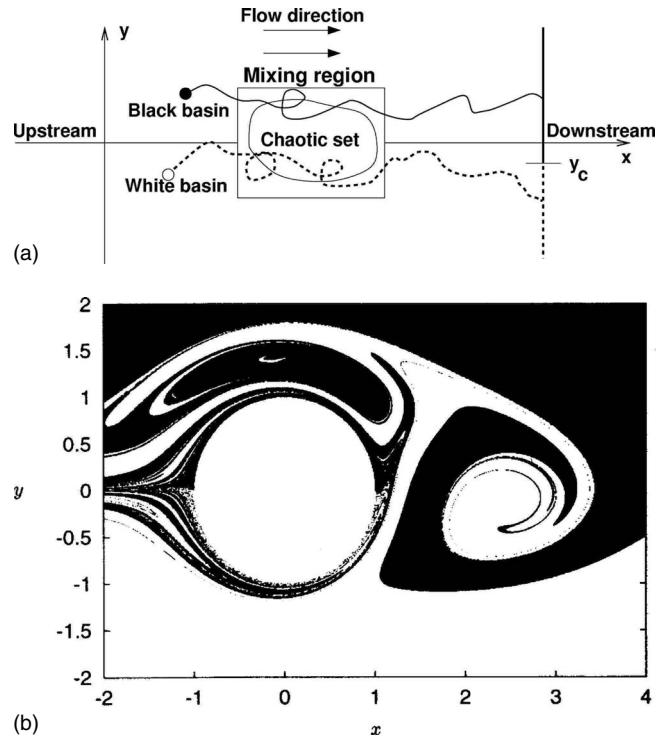 y
Flow direction
Mixing region
Black basin
Chaotic set
Upstream
Downstream
x
y_c
White basin
(a)
2
1.5
1
0.5
y
0
-0.5
-1
-1.5
-2
-2 -1 0 1 2 3 4
(b)
x